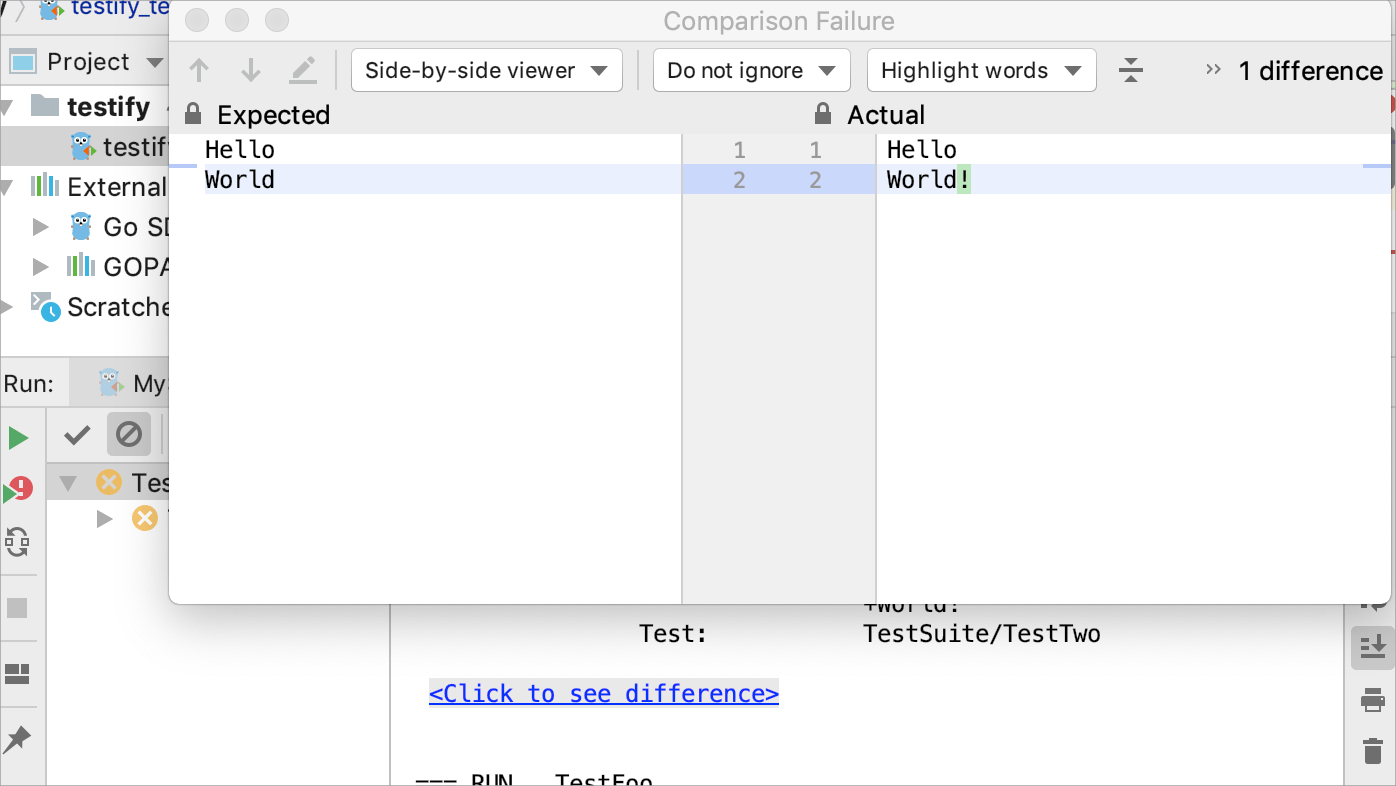 testify_te
Comparison Failure
Project
Side-by-side viewer
Do not ignore
Highlight words
1 difference
testify
Expected
Actual
testif
Hello 1 1 Hello
World 2 2 World!
External
Go SD
GOPA
Scratche
Run: My
Tes
+World!
Test: TestSuite/TestTwo
<Click to see difference>
=== RUN TestFoo